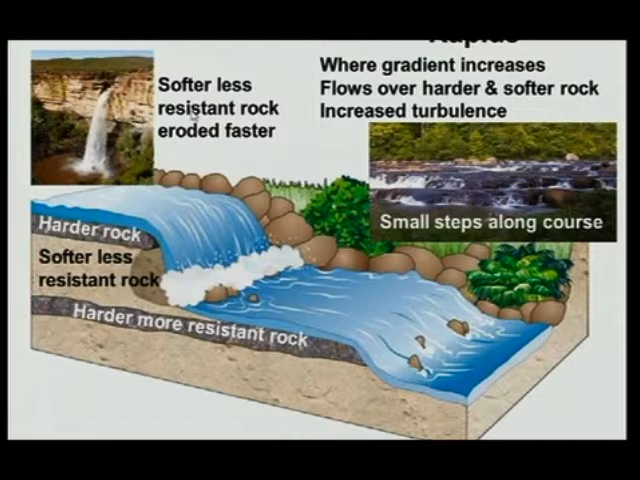 Softer less
resistant rock
eroded faster
Rapids
Where gradient increases
Flows over harder & softer rock
Increased turbulence
Small steps along course
Harder rock
Softer less
resistant rock
Harder more resistant rock